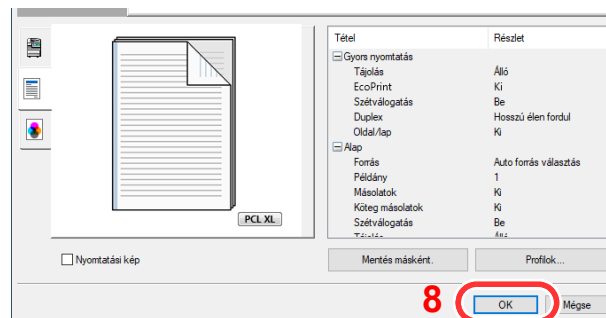 Tétel Részlet
Gyors nyomtatás
Tájolás Álló
EcoPrint Ki
Szétválogatás Be
Duplex Hosszú élen fordul
Oldal/lap Ki
Alap
Forrás Auto forrás választás
Példány 1
Másolatok Ki
Köteg másolatok Ki
Szétválogatás Be
PCL XL
Nyomtatási kép
Mentés másként.
Profilok...
8
OK
Mégse